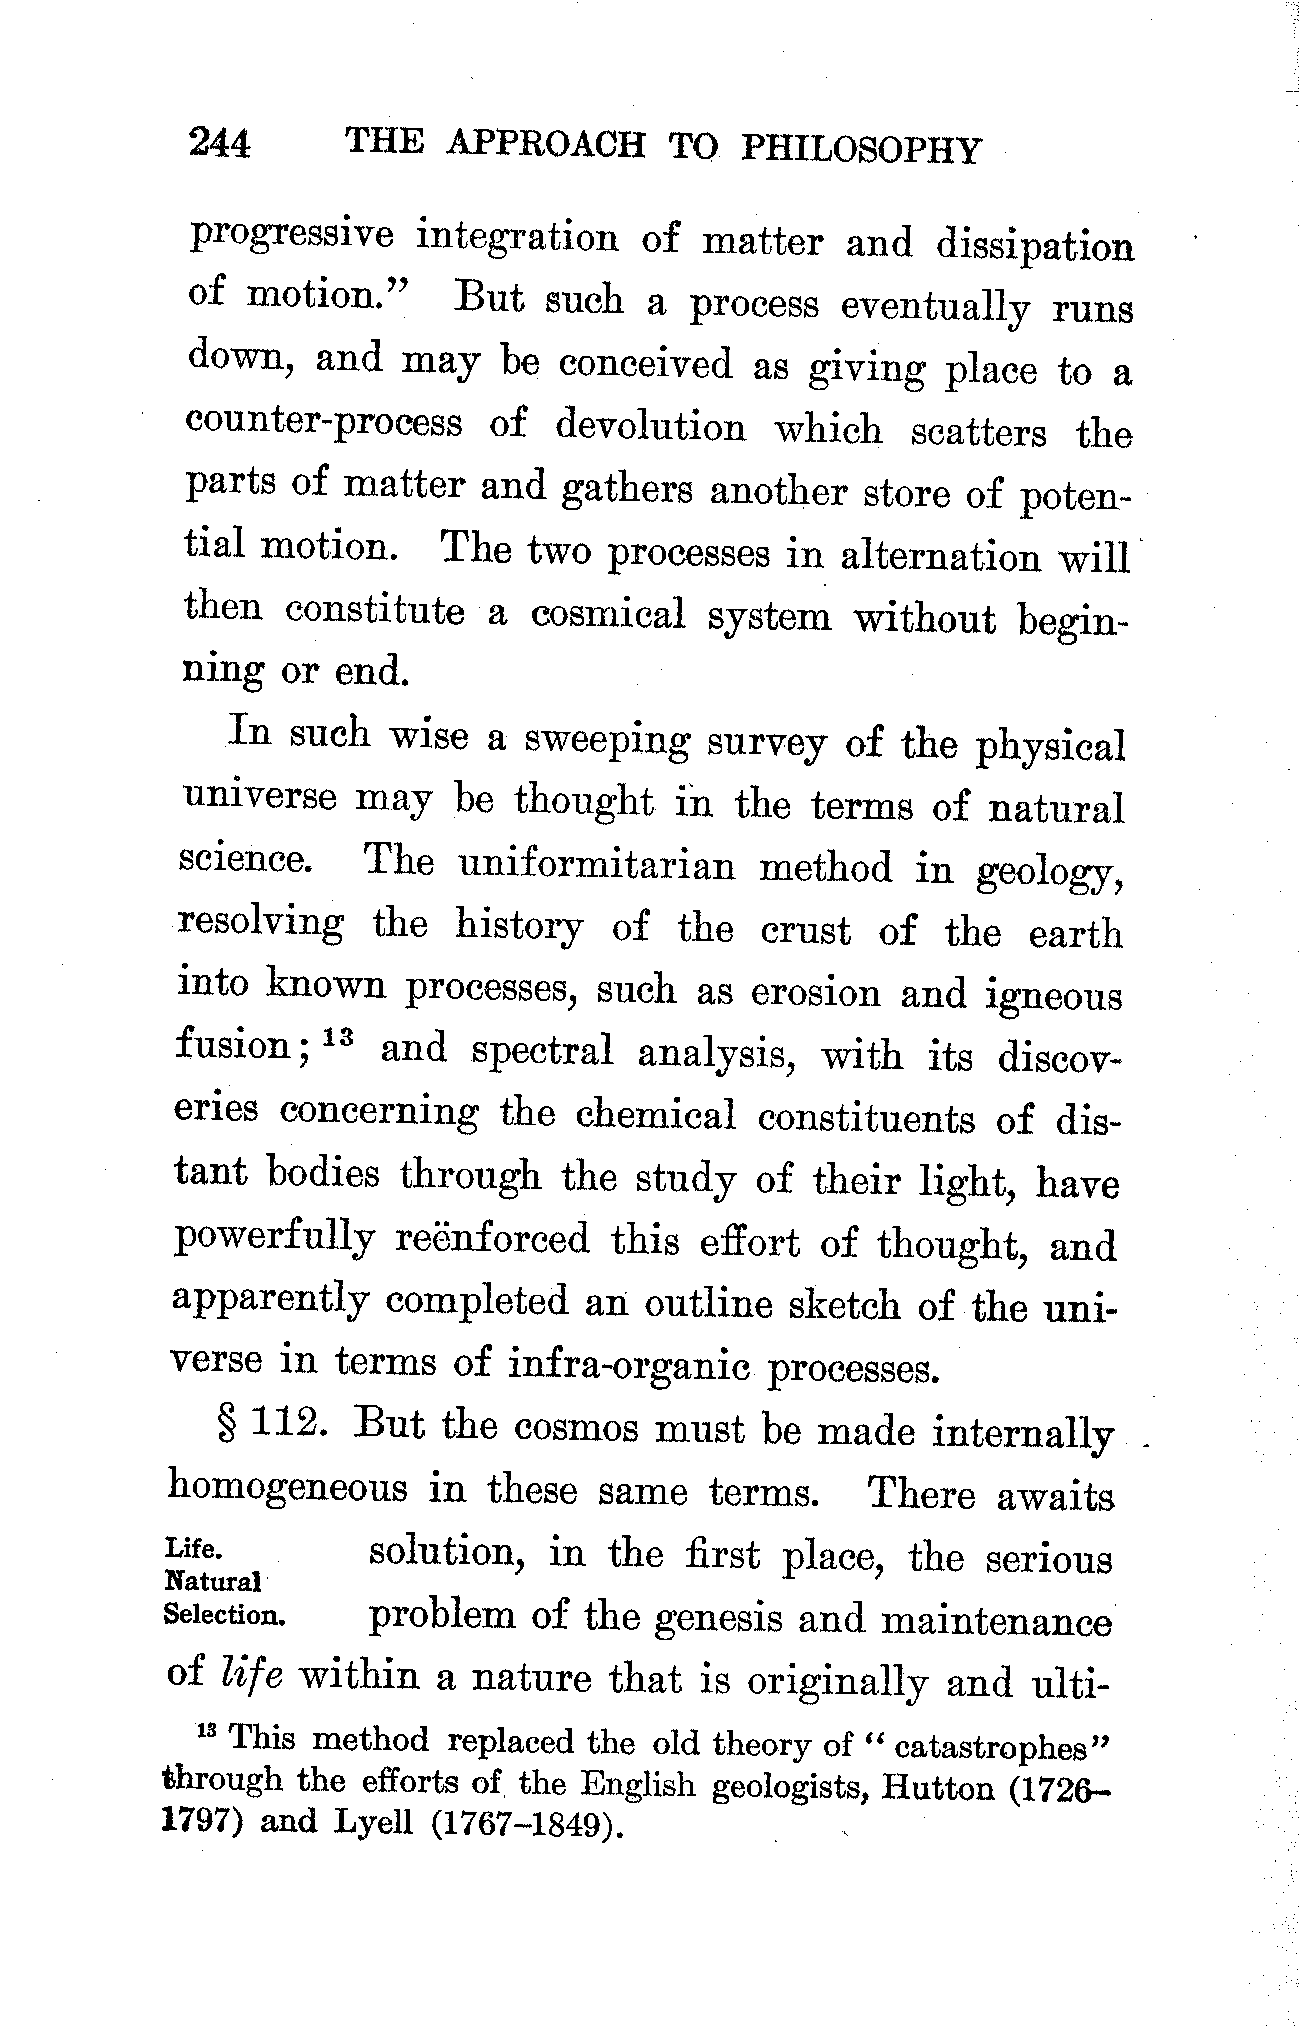 244 THE APPROACH TO PHILOSOPHY
progressive integration of matter and dissipation
of motion.” But such a process eventually runs
down, and may be conceived as giving place to a
counter-process of devolution which scatters the
parts of matter and gathers another store of poten-
tial motion. The two processes in alternation will
then constitute a cosmical system without begin-
ning or end.
In such wise a sweeping survey of the physical
universe may be thought in the terms of natural
science. The uniformitarian method in geology,
resolving the history of the crust of the earth
into known processes, such as erosion and igneous
fusion; ¹³ and spectral analysis, with its discov-
eries concerning the chemical constituents of dis-
tant bodies through the study of their light, have
powerfully reënforced this effort of thought, and
apparently completed an outline sketch of the uni-
verse in terms of infra-organic processes.
§ 112. But the cosmos must be made internally
homogeneous in these same terms. There awaits
Life.
Natural
Selection.
solution, in the first place, the serious
problem of the genesis and maintenance
of life within a nature that is originally and ulti-
¹³ This method replaced the old theory of “ catastrophes”
through the efforts of the English geologists, Hutton (1726–
1797) and Lyell (1767–1849).